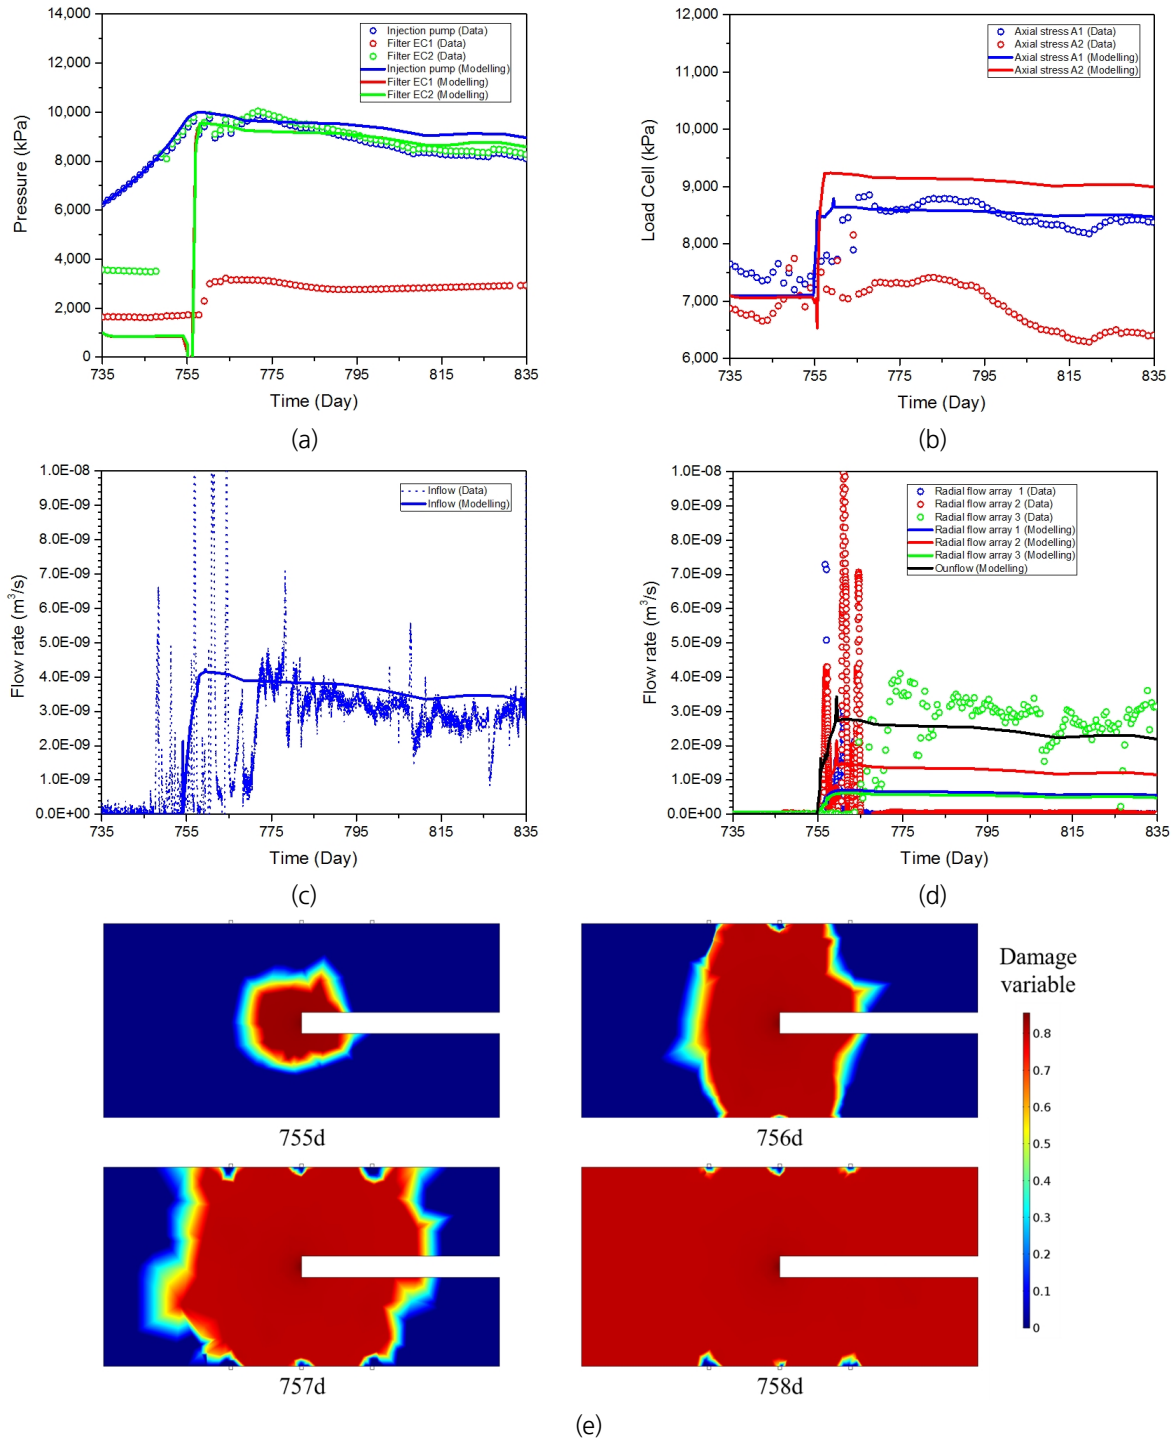 14,000
12,000
10,000
8,000
6,000
4,000
2,000
0
Pressure (kPa)
Injection pump (Data)
Filter EC1 (Data)
Filter EC2 (Data)
Injection pump (Modelling)
Filter EC1 (Modelling)
Filter EC2 (Modelling)
735 755 775 795 815 835
Time (Day)
(a)
12,000
11,000
10,000
9,000
8,000
7,000
6,000
Load Cell (kPa)
Axial stress A1 (Data)
Axial stress A2 (Data)
Axial stress A1 (Modelling)
Axial stress A2 (Modelling)
735 755 775 795 815 835
Time (Day)
(b)
1.0E-08
9.0E-09
8.0E-09
7.0E-09
6.0E-09
5.0E-09
4.0E-09
3.0E-09
2.0E-09
1.0E-09
0.0E+00
Flow rate (m³/s)
Inflow (Data)
Inflow (Modelling)
735 755 775 795 815 835
Time (Day)
(c)
1.0E-08
9.0E-09
8.0E-09
7.0E-09
6.0E-09
5.0E-09
4.0E-09
3.0E-09
2.0E-09
1.0E-09
0.0E+00
Flow rate (m³/s)
Radial flow array 1 (Data)
Radial flow array 2 (Data)
Radial flow array 3 (Data)
Radial flow array 1 (Modelling)
Radial flow array 2 (Modelling)
Radial flow array 3 (Modelling)
Ounflow (Modelling)
735 755 775 795 815 835
Time (Day)
(d)
755d
756d
757d
758d
Damage
variable
0.8
0.7
0.6
0.5
0.4
0.3
0.2
0.1
0
(e)